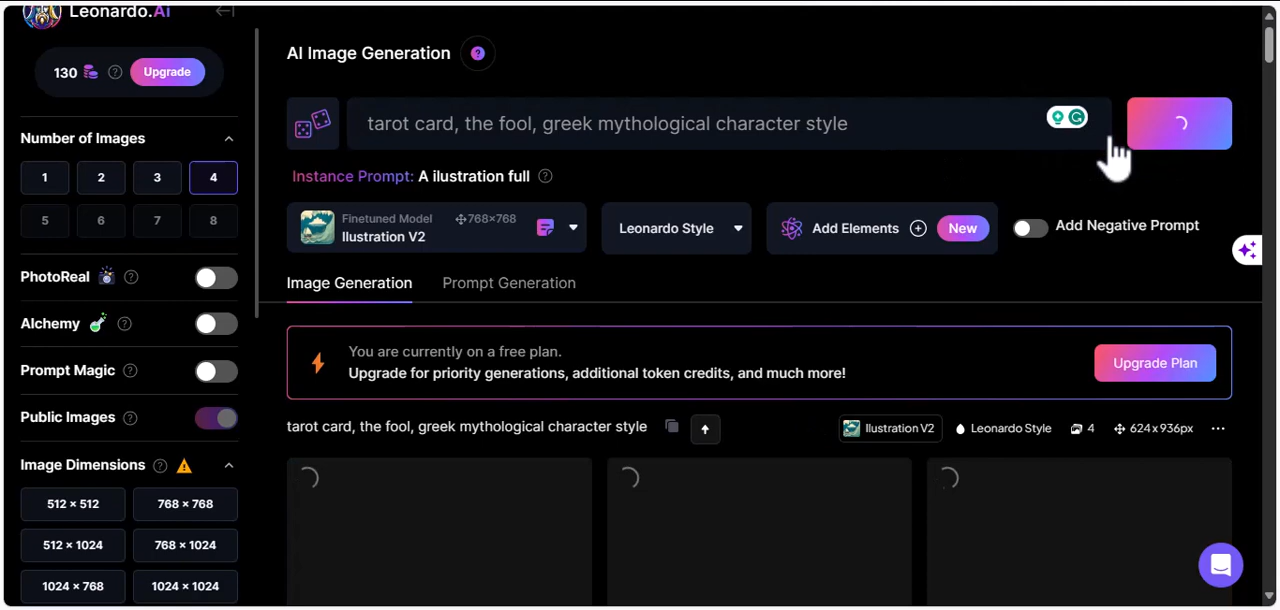 Leonardo.Ai
130 Upgrade
Number of Images
1 2 3 4
5 6 7 8
PhotoReal
Alchemy
Prompt Magic
Public Images
Image Dimensions
512 × 512 768 × 768
512 × 1024 768 × 1024
1024 × 768 1024 × 1024
AI Image Generation ?
tarot card, the fool, greek mythological character style
Instance Prompt: A ilustration full
Finetuned Model 768×768
Ilustration V2
Leonardo Style
Add Elements New
Add Negative Prompt
Image Generation Prompt Generation
You are currently on a free plan.
Upgrade for priority generations, additional token credits, and much more!
Upgrade Plan
tarot card, the fool, greek mythological character style
Ilustration V2 Leonardo Style 4 624x936px